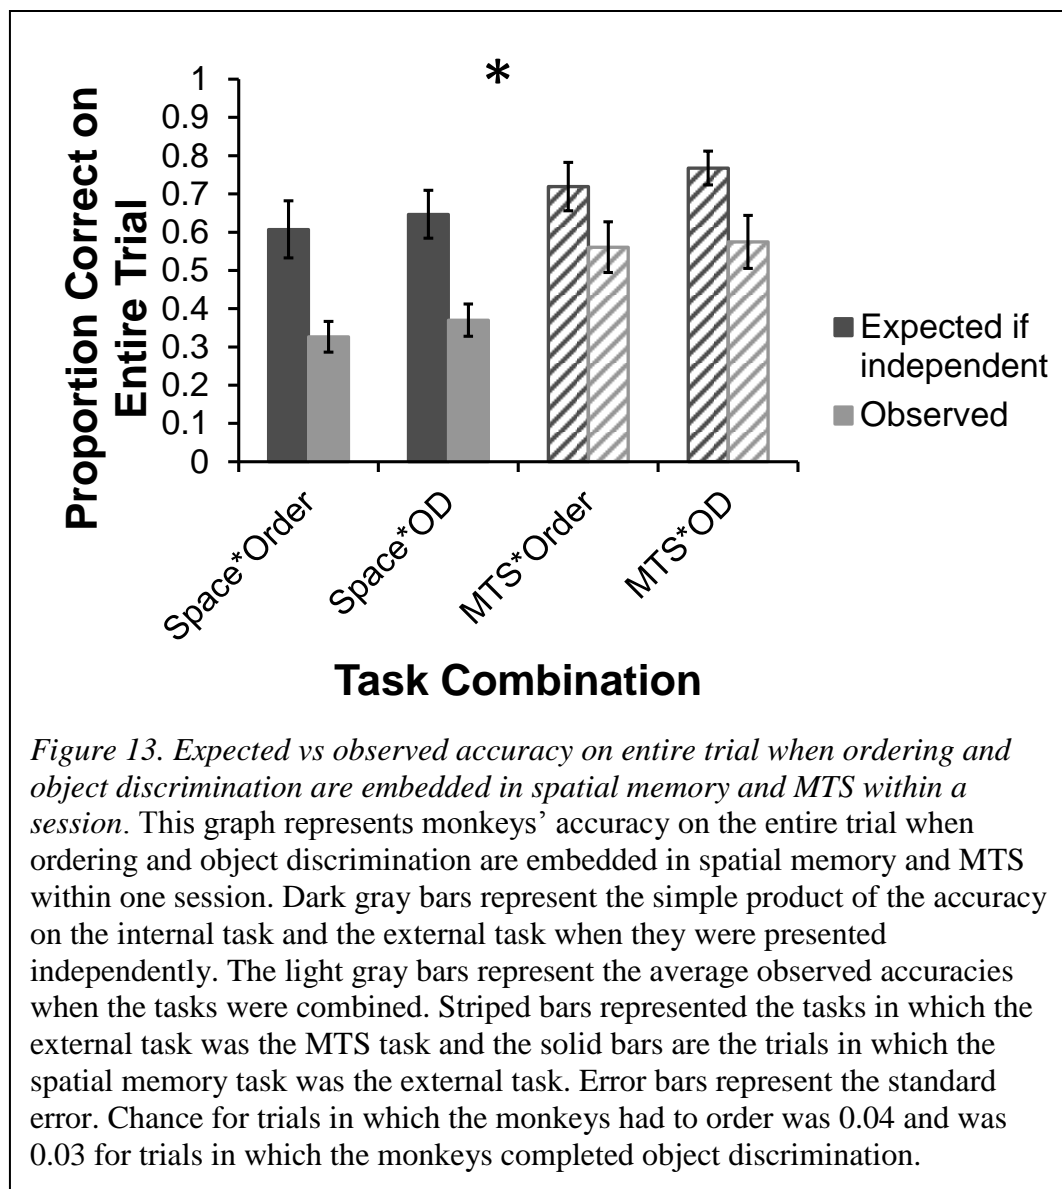 *
Proportion Correct on
Entire Trial
1
0.9
0.8
0.7
0.6
0.5
0.4
0.3
0.2
0.1
0
Space*Order
Space*OD
MTS*Order
MTS*OD
Task Combination
Expected if
independent
Observed
Figure 13. Expected vs observed accuracy on entire trial when ordering and
object discrimination are embedded in spatial memory and MTS within a
session. This graph represents monkeys’ accuracy on the entire trial when
ordering and object discrimination are embedded in spatial memory and MTS
within one session. Dark gray bars represent the simple product of the accuracy
on the internal task and the external task when they were presented
independently. The light gray bars represent the average observed accuracies
when the tasks were combined. Striped bars represented the tasks in which the
external task was the MTS task and the solid bars are the trials in which the
spatial memory task was the external task. Error bars represent the standard
error. Chance for trials in which the monkeys had to order was 0.04 and was
0.03 for trials in which the monkeys completed object discrimination.